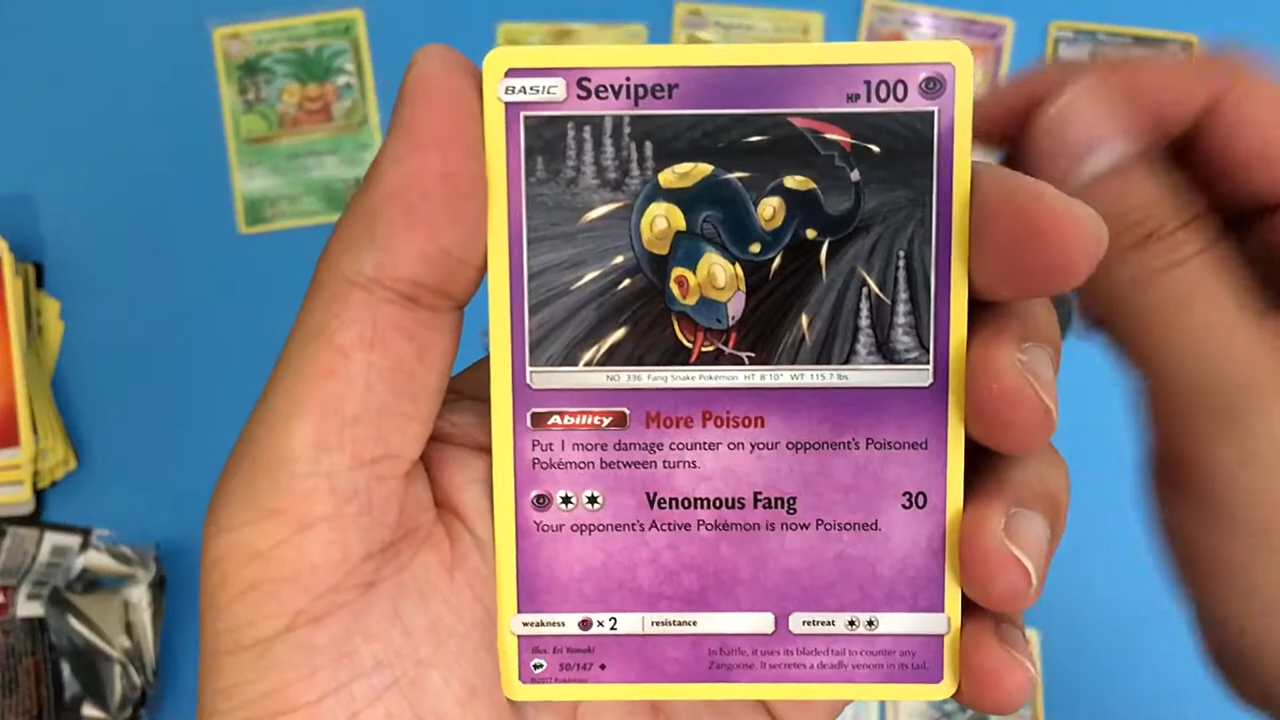 BASIC Seviper HP 100
NO. 336 Fang Snake Pokémon HT: 8'10" WT: 115.7 lbs.
Ability More Poison
Put 1 more damage counter on your opponent's Poisoned
Pokémon between turns.
Venomous Fang 30
Your opponent's Active Pokémon is now Poisoned.
weakness ×2 resistance retreat
Illus. Eri Yamaki
50/147
©2017 Pokémon
In battle, it uses its bladed tail to counter any
Zangoose. It secretes a deadly venom in its tail.